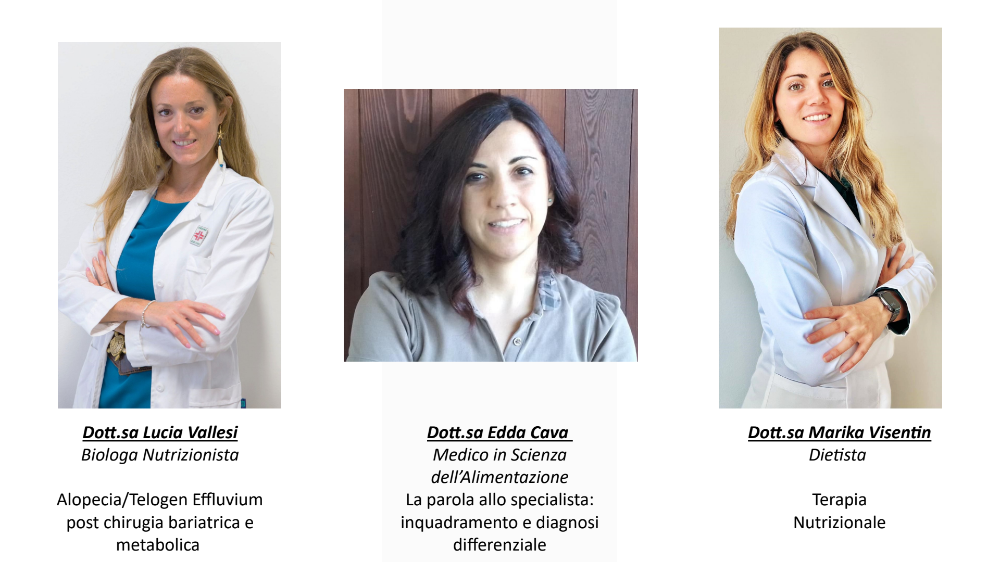 Dott.sa Lucia Vallesi
Biologa Nutrizionista
Alopecia/Telogen Effluvium
post chirugia bariatrica e
metabolica
Dott.sa Edda Cava
Medico in Scienza
dell’Alimentazione
La parola allo specialista:
inquadramento e diagnosi
differenziale
Dott.sa Marika Visentin
Dietista
Terapia
Nutrizionale